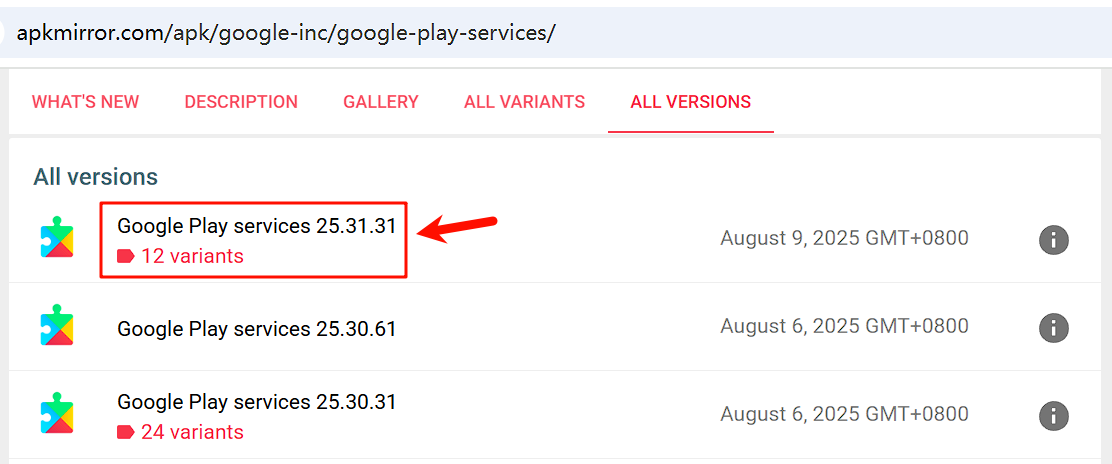 apkmirror.com/apk/google-inc/google-play-services/
WHAT'S NEW DESCRIPTION GALLERY ALL VARIANTS ALL VERSIONS
All versions
Google Play services 25.31.31
12 variants
August 9, 2025 GMT+0800
Google Play services 25.30.61
August 6, 2025 GMT+0800
Google Play services 25.30.31
24 variants
August 6, 2025 GMT+0800